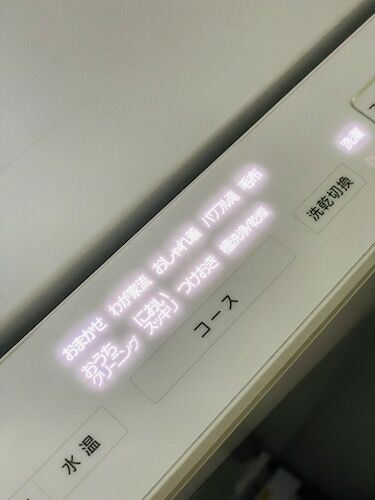 おまかせ わが家流 おしゃれ着 パワフル滝 毛布
おうち
クリーニング
におい
スッキリ
つけおき 槽洗浄/乾燥
コース
水 温
洗乾切換
洗濯